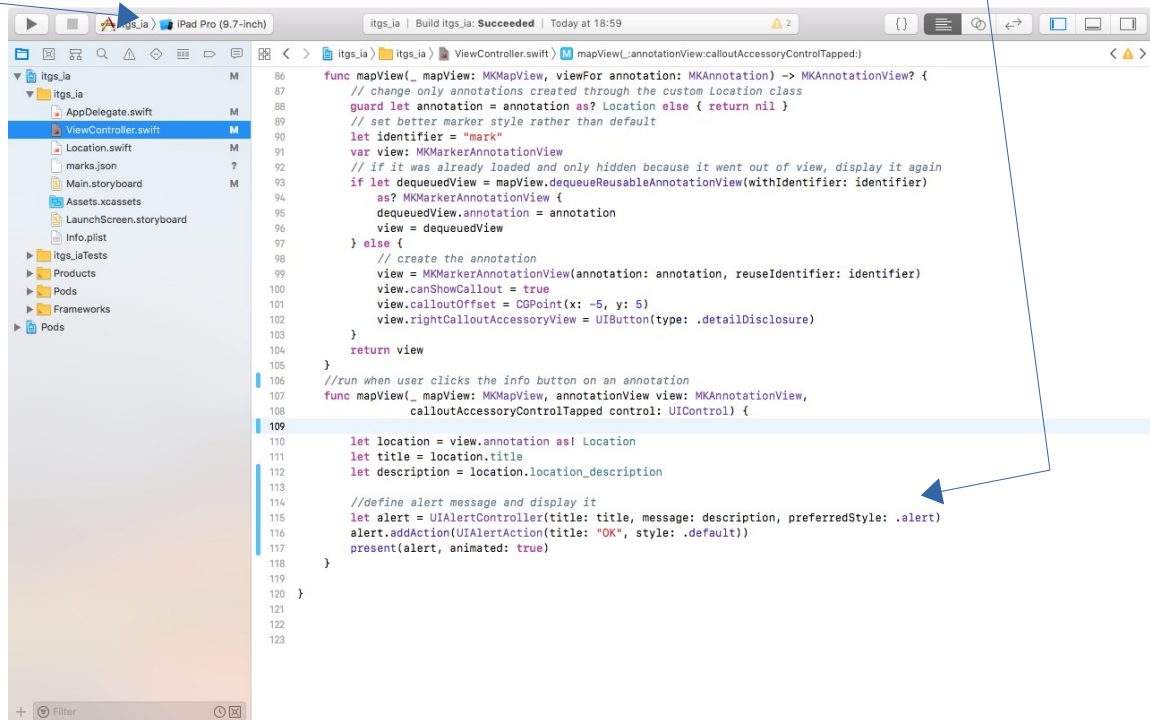 itgs_ia 〉 iPad Pro (9.7-inch)
itgs_ia | Build itgs_ia: Succeeded | Today at 18:59
2
{}
itgs_ia 〉 itgs_ia 〉 ViewController.swift 〉 M mapView(_:annotationView:calloutAccessoryControlTapped:)
itgs_ia M
itgs_ia
AppDelegate.swift M
ViewController.swift M
Location.swift M
marks.json ?
Main.storyboard M
Assets.xcassets
LaunchScreen.storyboard
Info.plist
itgs_iaTests
Products
Pods
Frameworks
Pods
Filter
86 func mapView(_ mapView: MKMapView, viewFor annotation: MKAnnotation) -> MKAnnotationView? {
87 // change only annotations created through the custom Location class
88 guard let annotation = annotation as? Location else { return nil }
89 // set better marker style rather than default
90 let identifier = "mark"
91 var view: MKMarkerAnnotationView
92 // if it was already loaded and only hidden because it went out of view, display it again
93 if let dequeuedView = mapView.dequeueReusableAnnotationView(withIdentifier: identifier)
94 as? MKMarkerAnnotationView {
95 dequeuedView.annotation = annotation
96 view = dequeuedView
97 } else {
98 // create the annotation
99 view = MKMarkerAnnotationView(annotation: annotation, reuseIdentifier: identifier)
100 view.canShowCallout = true
101 view.calloutOffset = CGPoint(x: -5, y: 5)
102 view.rightCalloutAccessoryView = UIButton(type: .detailDisclosure)
103 }
104 return view
105 }
106 //run when user clicks the info button on an annotation
107 func mapView(_ mapView: MKMapView, annotationView view: MKAnnotationView,
108 calloutAccessoryControlTapped control: UIControl) {
109
110 let location = view.annotation as! Location
111 let title = location.title
112 let description = location.location_description
113
114 //define alert message and display it
115 let alert = UIAlertController(title: title, message: description, preferredStyle: .alert)
116 alert.addAction(UIAlertAction(title: "OK", style: .default))
117 present(alert, animated: true)
118 }
119
120 }
121
122
123